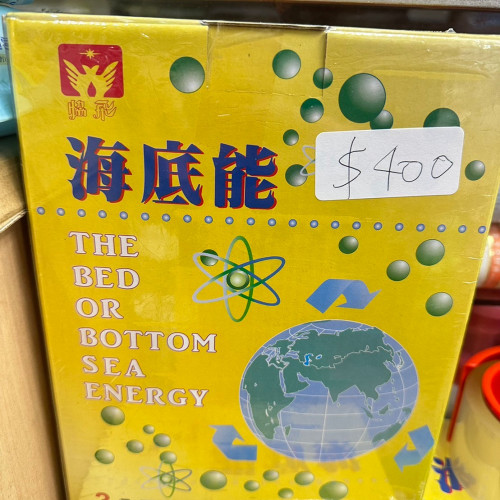 海底能
$400
THE
BED
OR
BOTTOM
SEA
ENERGY